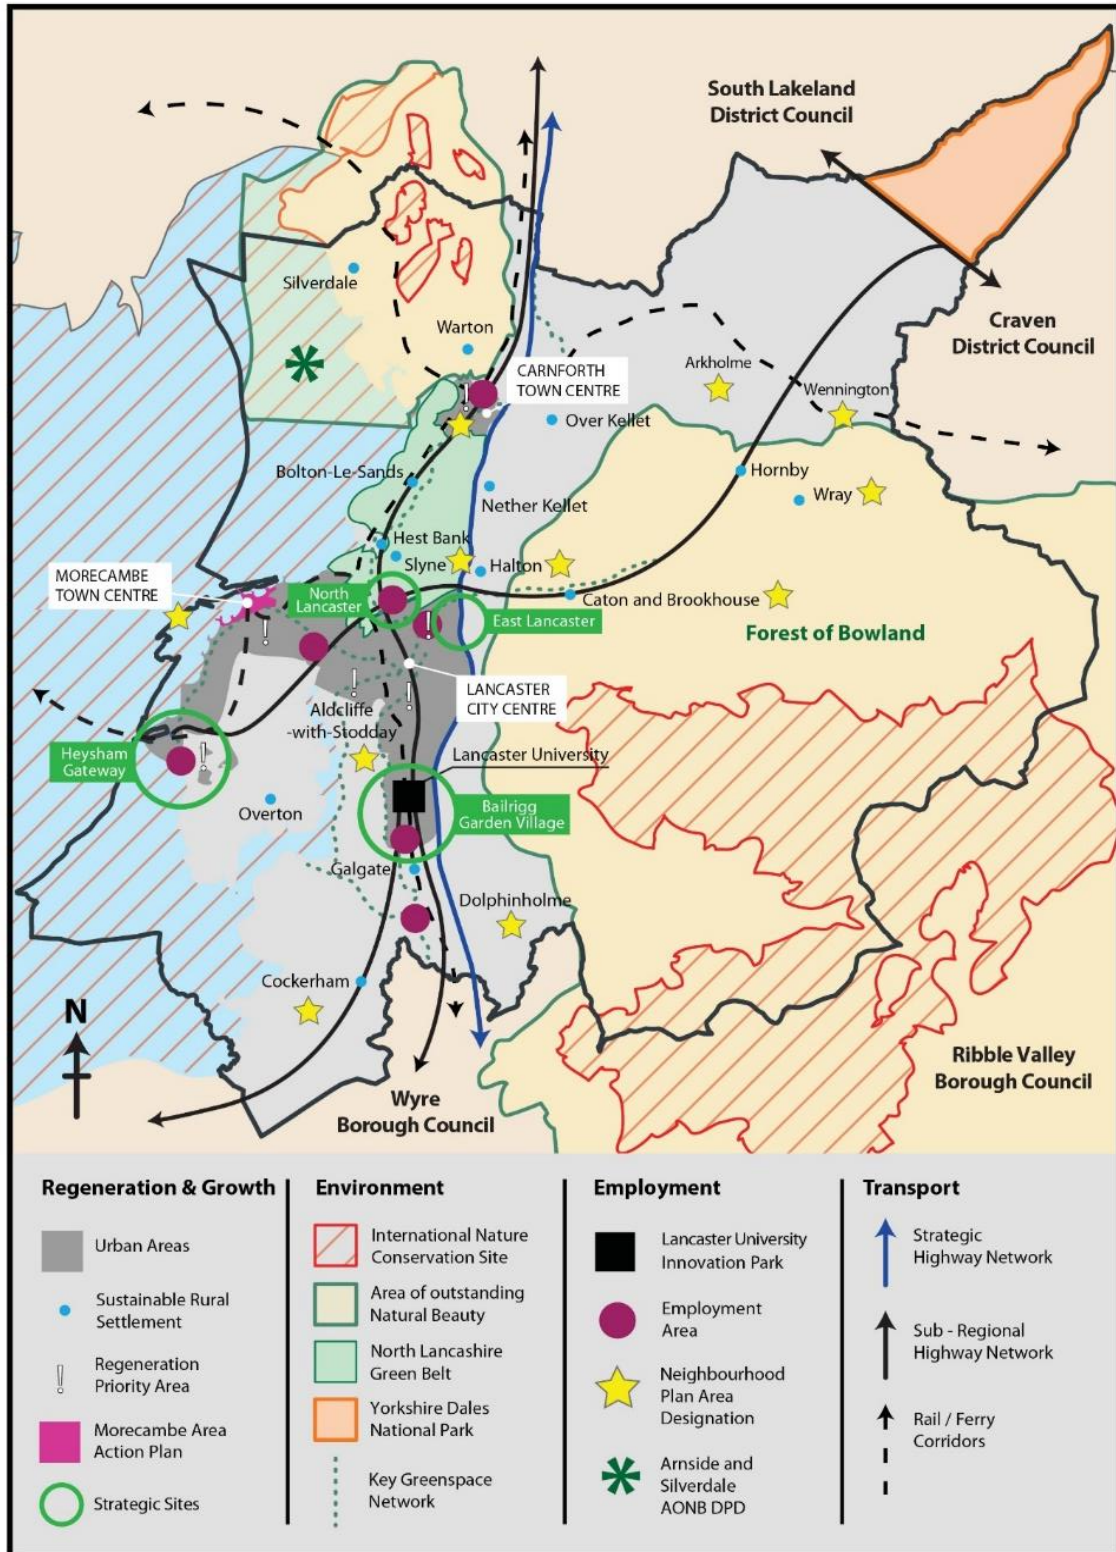 South Lakeland
District Council
Craven
District Council
Silverdale
Warton
CARNFORTH
TOWN CENTRE
Arkholme
Wennington
Over Kellet
Bolton-Le-Sands
Hornby
Nether Kellet
Wray
Hest Bank
Slyne
Halton
MORECAMBE
TOWN CENTRE
North
Lancaster
Caton and Brookhouse
East Lancaster
Forest of Bowland
LANCASTER
CITY CENTRE
Aldcliffe
-with-Stodday
Lancaster University
Heysham
Gateway
Overton
Bailrigg
Garden Village
Galgate
Dolphinholme
Cockerham
N
Wyre
Borough Council
Ribble Valley
Borough Council
Regeneration & Growth
Urban Areas
Sustainable Rural
Settlement
Regeneration
Priority Area
Morecambe Area
Action Plan
Strategic Sites
Environment
International Nature
Conservation Site
Area of outstanding
Natural Beauty
North Lancashire
Green Belt
Yorkshire Dales
National Park
Key Greenspace
Network
Employment
Lancaster University
Innovation Park
Employment
Area
Neighbourhood
Plan Area
Designation
Arnside and
Silverdale
AONB DPD
Transport
Strategic
Highway Network
Sub - Regional
Highway Network
Rail / Ferry
Corridors